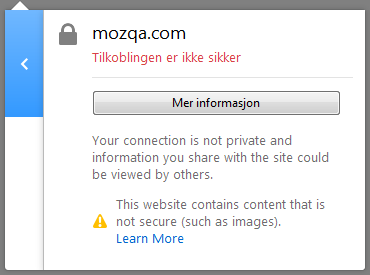 mozqa.com
Tilkoblingen er ikke sikker
Mer informasjon
Your connection is not private and
information you share with the site could
be viewed by others.
This website contains content that is
not secure (such as images).
Learn More